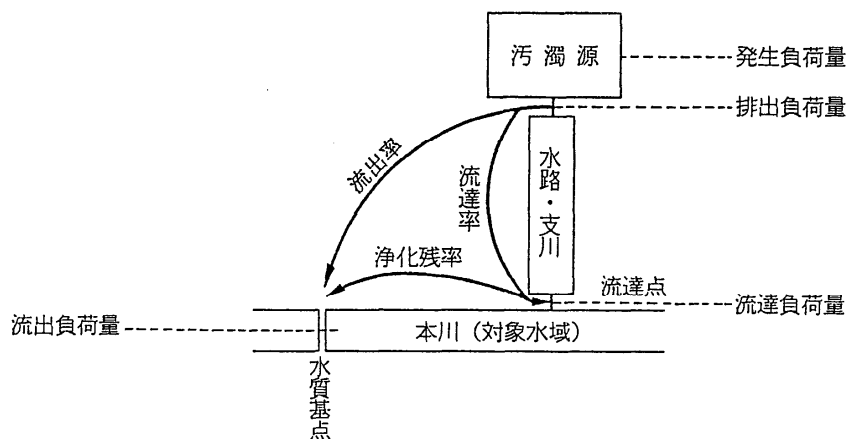 汚濁源
発生負荷量
排出負荷量
流出率
流達率
水路・支川
浄化残率
流達点
流達負荷量
流出負荷量
本川（対象水域）
水質基点